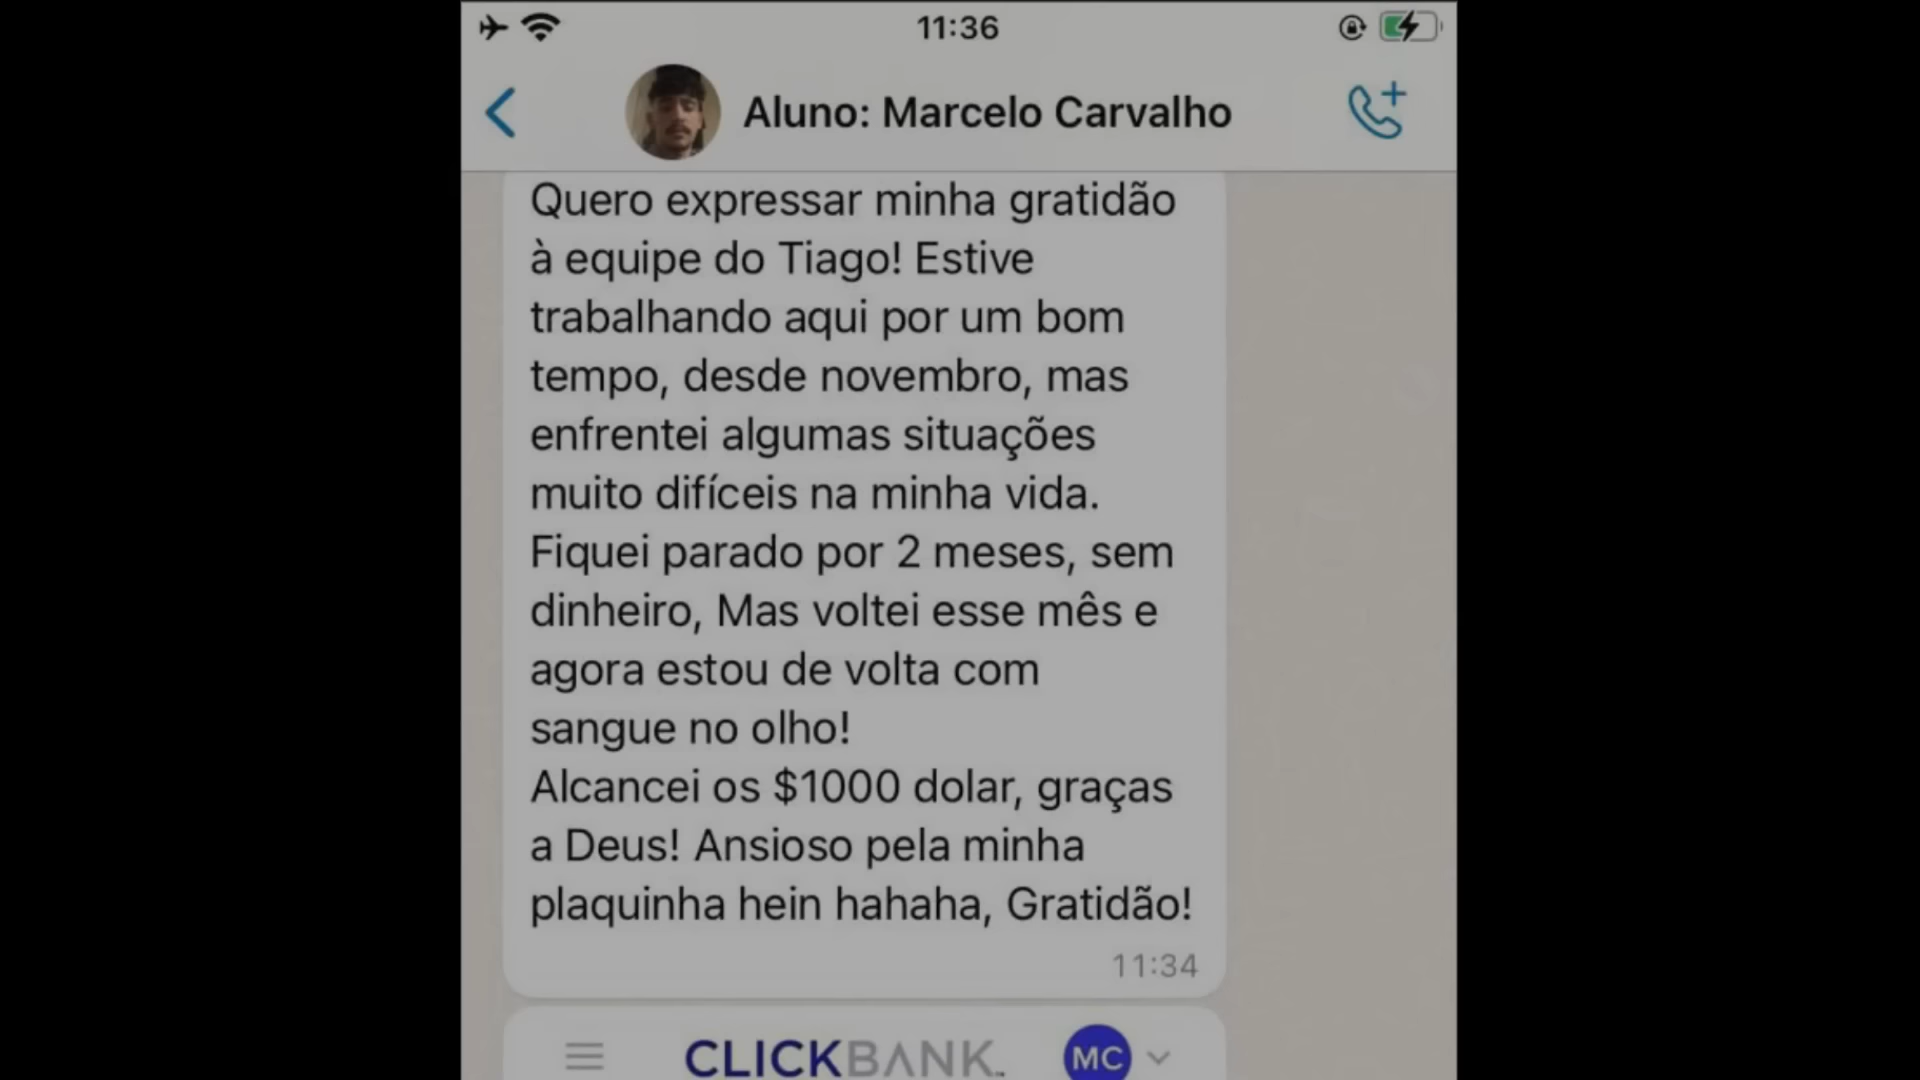 11:36
Aluno: Marcelo Carvalho
Quero expressar minha gratidão
à equipe do Tiago! Estive
trabalhando aqui por um bom
tempo, desde novembro, mas
enfrentei algumas situações
muito difíceis na minha vida.
Fiquei parado por 2 meses, sem
dinheiro, Mas voltei esse mês e
agora estou de volta com
sangue no olho!
Alcancei os $1000 dolar, graças
a Deus! Ansioso pela minha
plaquinha hein hahaha, Gratidão!
11:34
CLICKBANK
MC